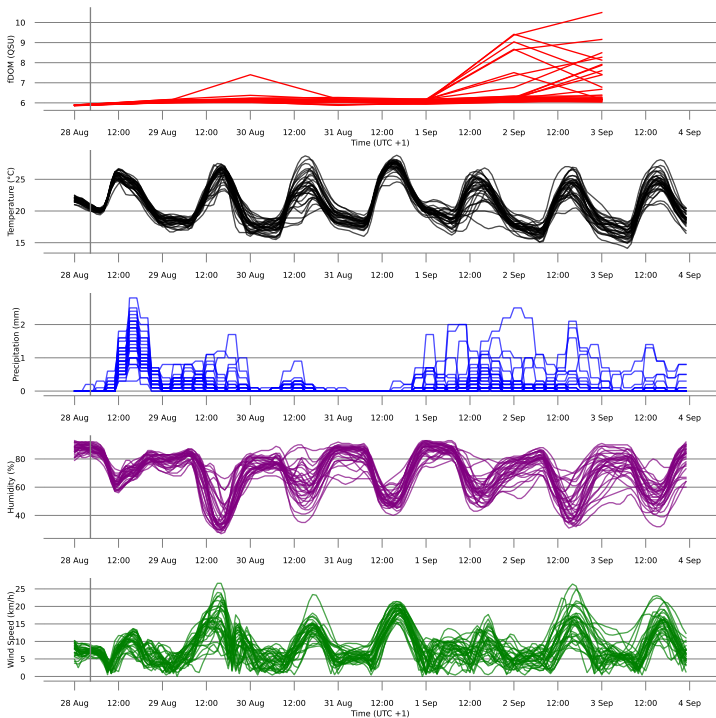 10
9
8
7
6
fDOM (QSU)
28 Aug 12:00 29 Aug 12:00 30 Aug 12:00 31 Aug 12:00 1 Sep 12:00 2 Sep 12:00 3 Sep 12:00 4 Sep
Time (UTC +1)
25
20
15
Temperature (°C)
28 Aug 12:00 29 Aug 12:00 30 Aug 12:00 31 Aug 12:00 1 Sep 12:00 2 Sep 12:00 3 Sep 12:00 4 Sep
2
1
0
Precipitation (mm)
28 Aug 12:00 29 Aug 12:00 30 Aug 12:00 31 Aug 12:00 1 Sep 12:00 2 Sep 12:00 3 Sep 12:00 4 Sep
80
60
40
Humidity (%)
28 Aug 12:00 29 Aug 12:00 30 Aug 12:00 31 Aug 12:00 1 Sep 12:00 2 Sep 12:00 3 Sep 12:00 4 Sep
25
20
15
10
5
0
Wind Speed (km/h)
28 Aug 12:00 29 Aug 12:00 30 Aug 12:00 31 Aug 12:00 1 Sep 12:00 2 Sep 12:00 3 Sep 12:00 4 Sep
Time (UTC +1)